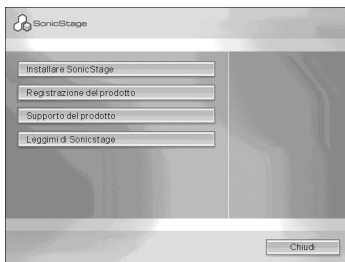 SonicStage
Installare SonicStage
Registrazione del prodotto
Supporto del prodotto
Leggimi di Sonicstage
Chiudi